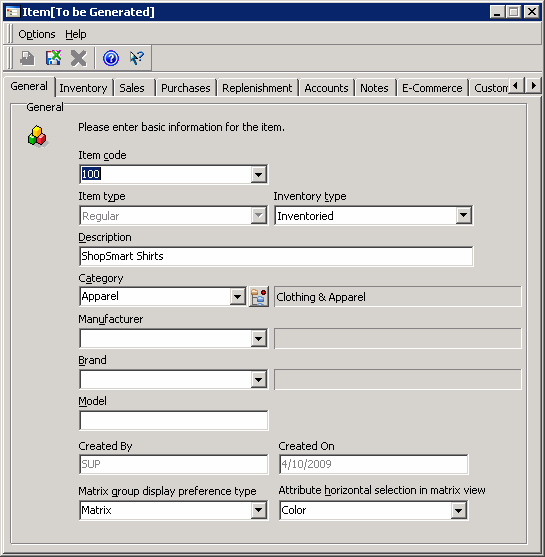 Item[To be Generated]
Options Help
General Inventory Sales Purchases Replenishment Accounts Notes E-Commerce Custom
General
Please enter basic information for the item.
Item code
100
Item type Inventory type
Regular Inventoried
Description
ShopSmart Shirts
Category
Apparel Clothing & Apparel
Manufacturer
Brand
Model
Created By Created On
SUP 4/10/2009
Matrix group display preference type Attribute horizontal selection in matrix view
Matrix Color